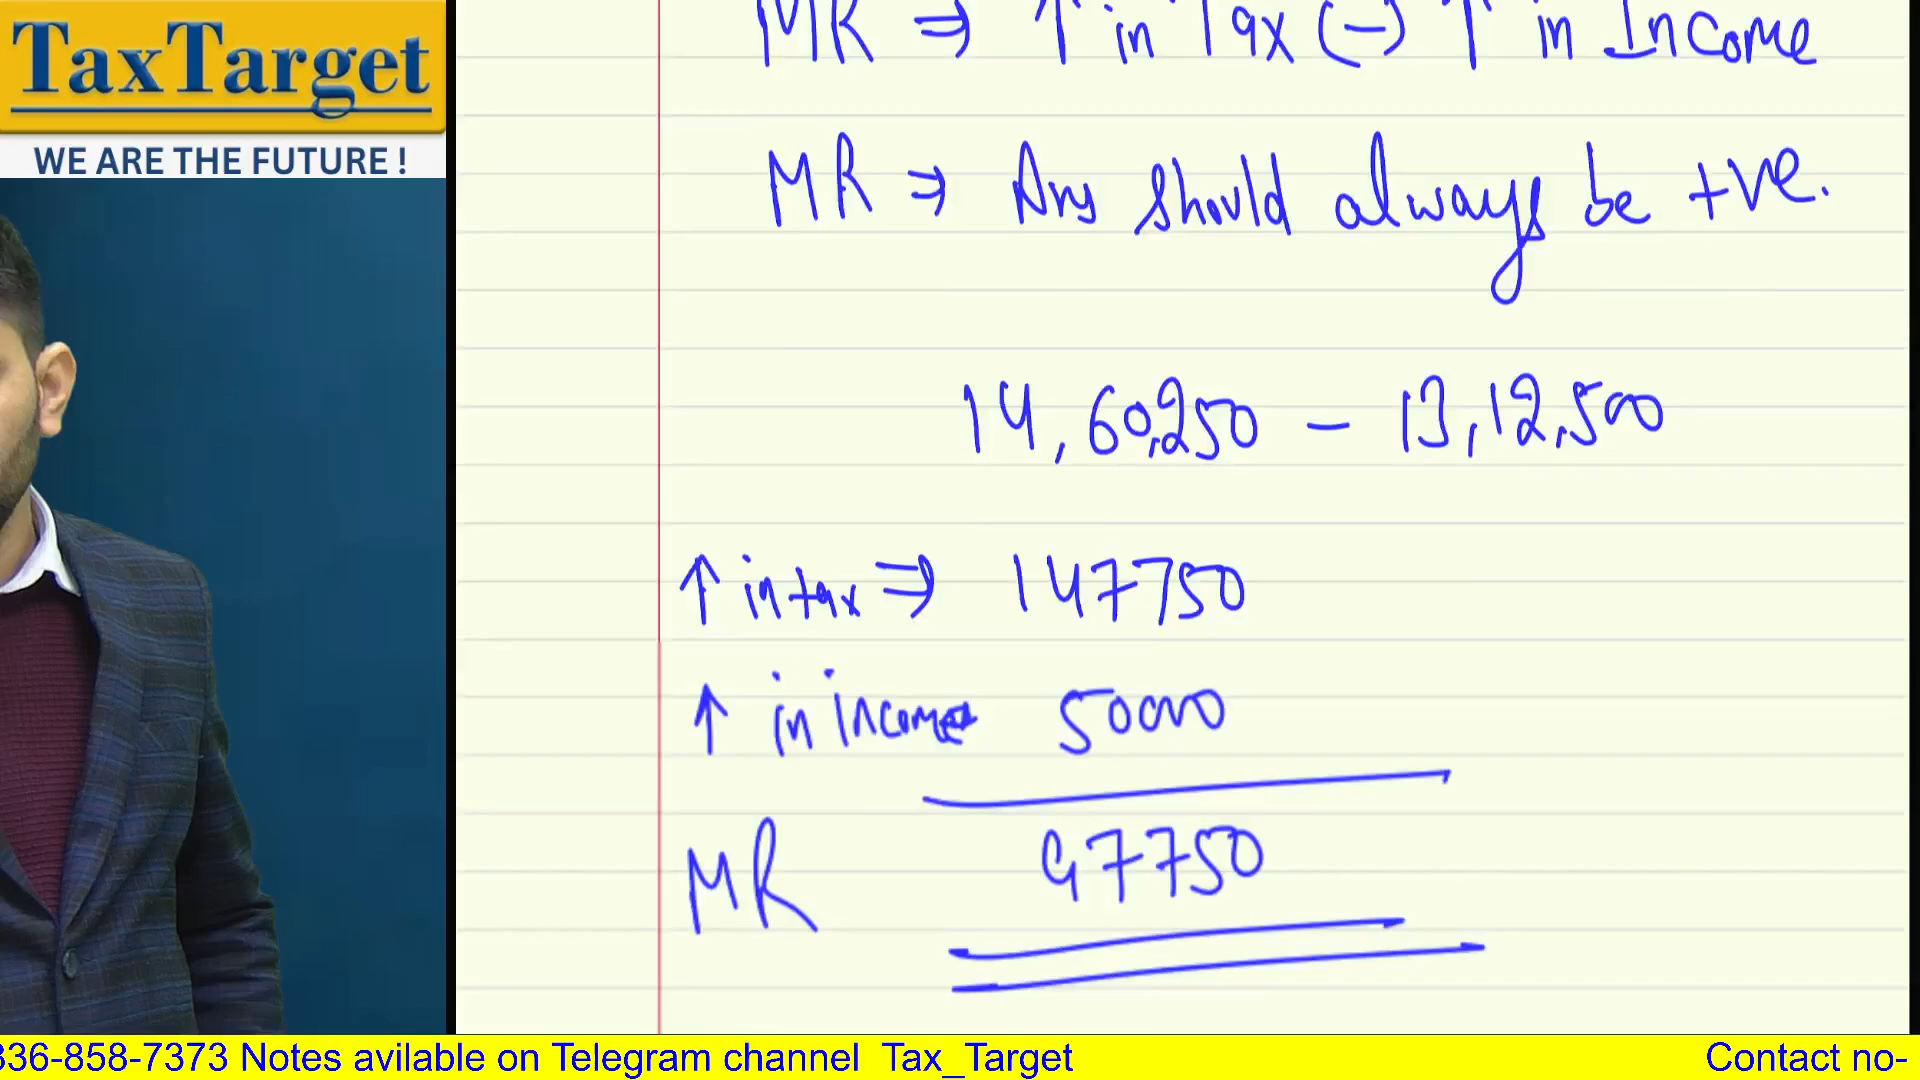 TaxTarget
WE ARE THE FUTURE !
MR ⇒ ↑ in Tax (-) ↑ in Income
MR ⇒ Ans should always be +ve.
14,60,250 - 13,12,500
↑ in tax ⇒ 147750
↑ in income 50000
MR 97750
336-858-7373 Notes avilable on Telegram channel Tax_Target Contact no-